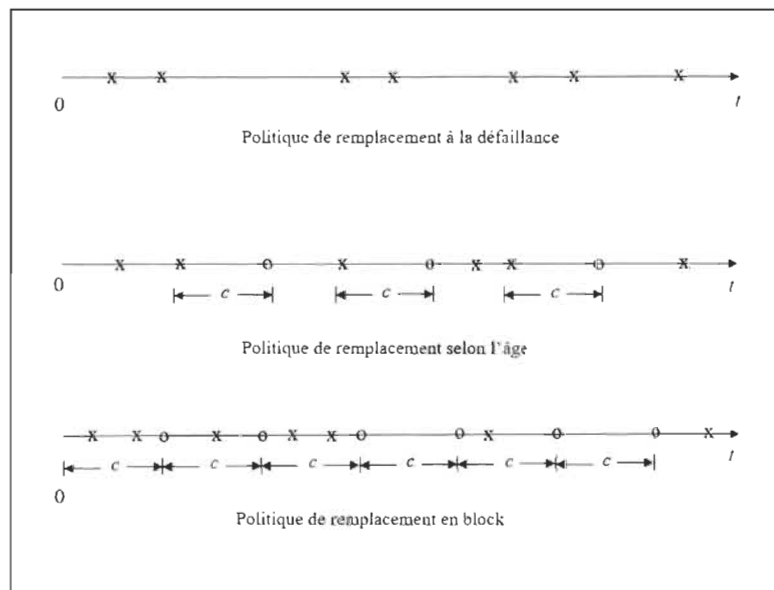 x x x x x x x
0 t
Politique de remplacement à la défaillance
x x o x o x x o x
c c c
0 t
Politique de remplacement selon l'âge
x x o x o x x o o x o o x
c c c c c c t
0
Politique de remplacement en block